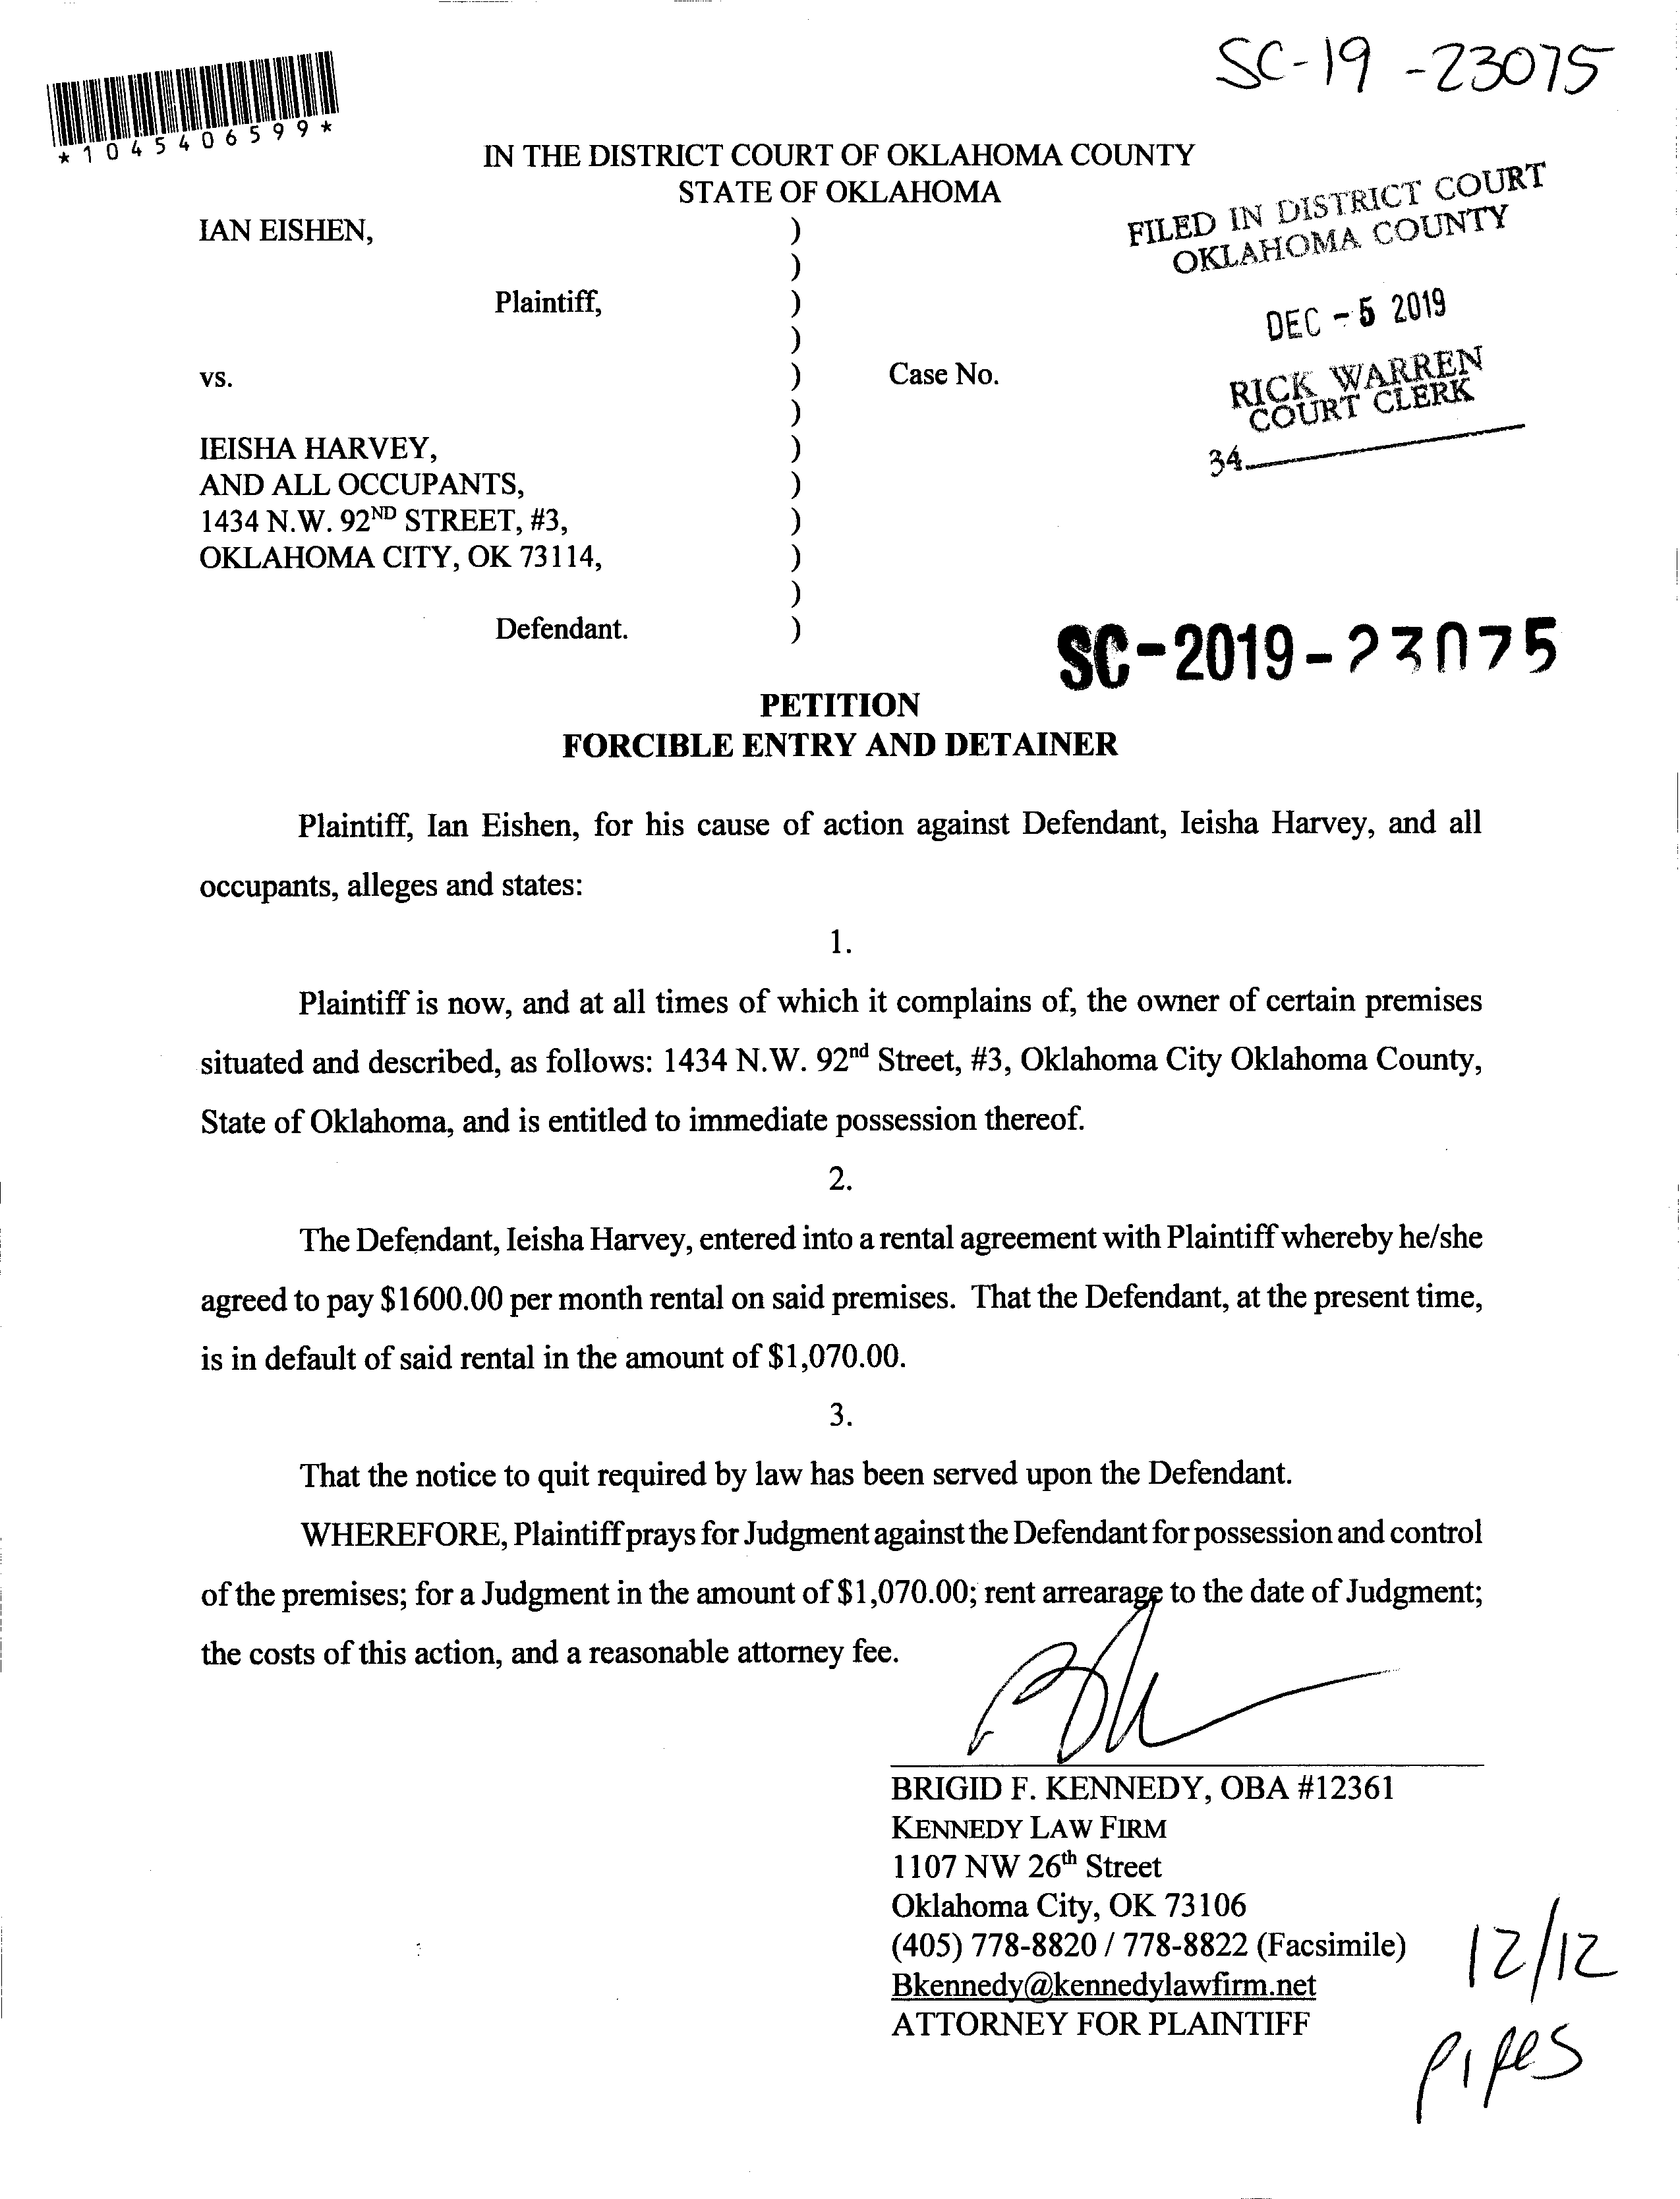 SC-19-23075
*1045406599*
IN THE DISTRICT COURT OF OKLAHOMA COUNTY
STATE OF OKLAHOMA
FILED IN DISTRICT COURT
OKLAHOMA COUNTY
DEC -5 2019
RICK WARREN
COURT CLERK
34
IAN EISHEN, )
)
Plaintiff, )
)
vs. ) Case No.
)
IEISHA HARVEY, )
AND ALL OCCUPANTS, )
1434 N.W. 92ND STREET, #3, )
OKLAHOMA CITY, OK 73114, )
)
Defendant. )
SC-2019-23075
PETITION
FORCIBLE ENTRY AND DETAINER
Plaintiff, Ian Eishen, for his cause of action against Defendant, Ieisha Harvey, and all
occupants, alleges and states:
1.
Plaintiff is now, and at all times of which it complains of, the owner of certain premises
situated and described, as follows: 1434 N.W. 92nd Street, #3, Oklahoma City Oklahoma County,
State of Oklahoma, and is entitled to immediate possession thereof.
2.
The Defendant, Ieisha Harvey, entered into a rental agreement with Plaintiff whereby he/she
agreed to pay $1600.00 per month rental on said premises. That the Defendant, at the present time,
is in default of said rental in the amount of $1,070.00.
3.
That the notice to quit required by law has been served upon the Defendant.
WHEREFORE, Plaintiff prays for Judgment against the Defendant for possession and control
of the premises; for a Judgment in the amount of $1,070.00; rent arrearage to the date of Judgment;
the costs of this action, and a reasonable attorney fee.
BRIGID F. KENNEDY, OBA #12361
KENNEDY LAW FIRM
1107 NW 26th Street
Oklahoma City, OK 73106
(405) 778-8820 / 778-8822 (Facsimile)
Bkennedy@kennedylawfirm.net
ATTORNEY FOR PLAINTIFF
12/12
pipes